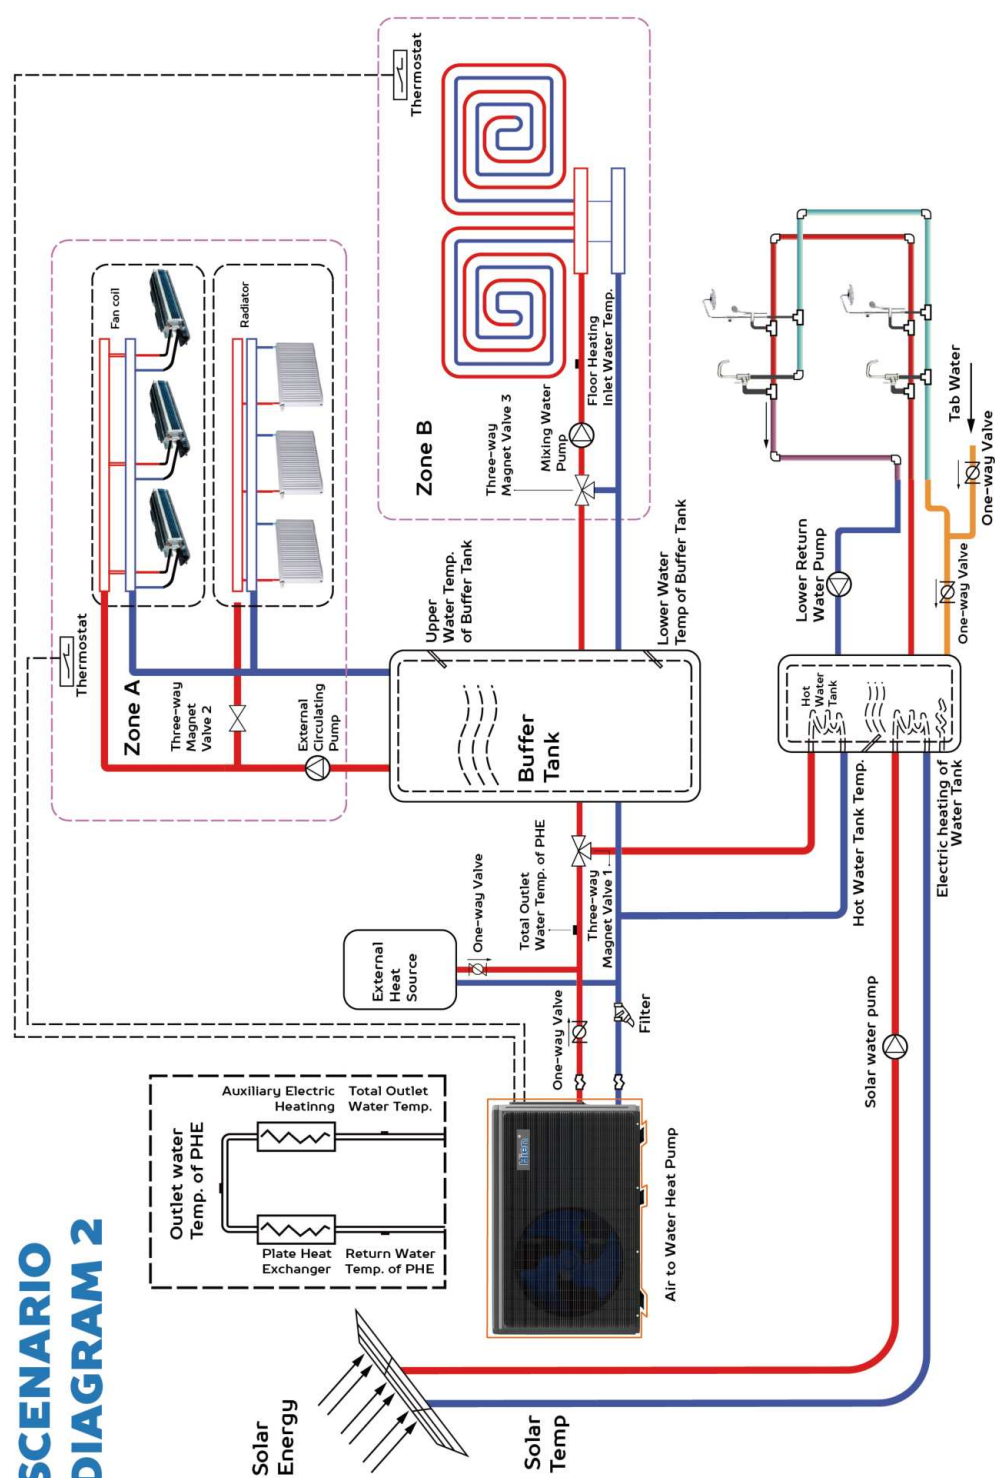 SCENARIO
DIAGRAM 2
Solar
Energy
Solar
Temp
Outlet water
Temp. of PHE
Auxiliary Electric
Heatinng
Total Outlet
Water Temp.
Plate Heat
Exchanger
Return Water
Temp. of PHE
Hien
Air to Water Heat Pump
External
Heat
Source
One-way Valve
One-way Valve
Filter
Total Outlet
Water Temp. of PHE
Three-way
Magnet Valve 1
Solar water pump
Thermostat
Zone A
Three-way
Magnet
Valve 2
External
Circulating
Pump
Fan coil
Radiator
Buffer
Tank
Upper
Water Temp.
of Buffer Tank
Lower Water
Temp of Buffer Tank
Hot
Water
Tank
Hot Water Tank Temp.
Electric heating of
Water Tank
Thermostat
Zone B
Three-way
Magnet Valve 3
Mixing Water
Pump
Floor Heating
Inlet Water Temp.
Lower Return
Water Pump
One-way Valve
Tab Water
One-way Valve